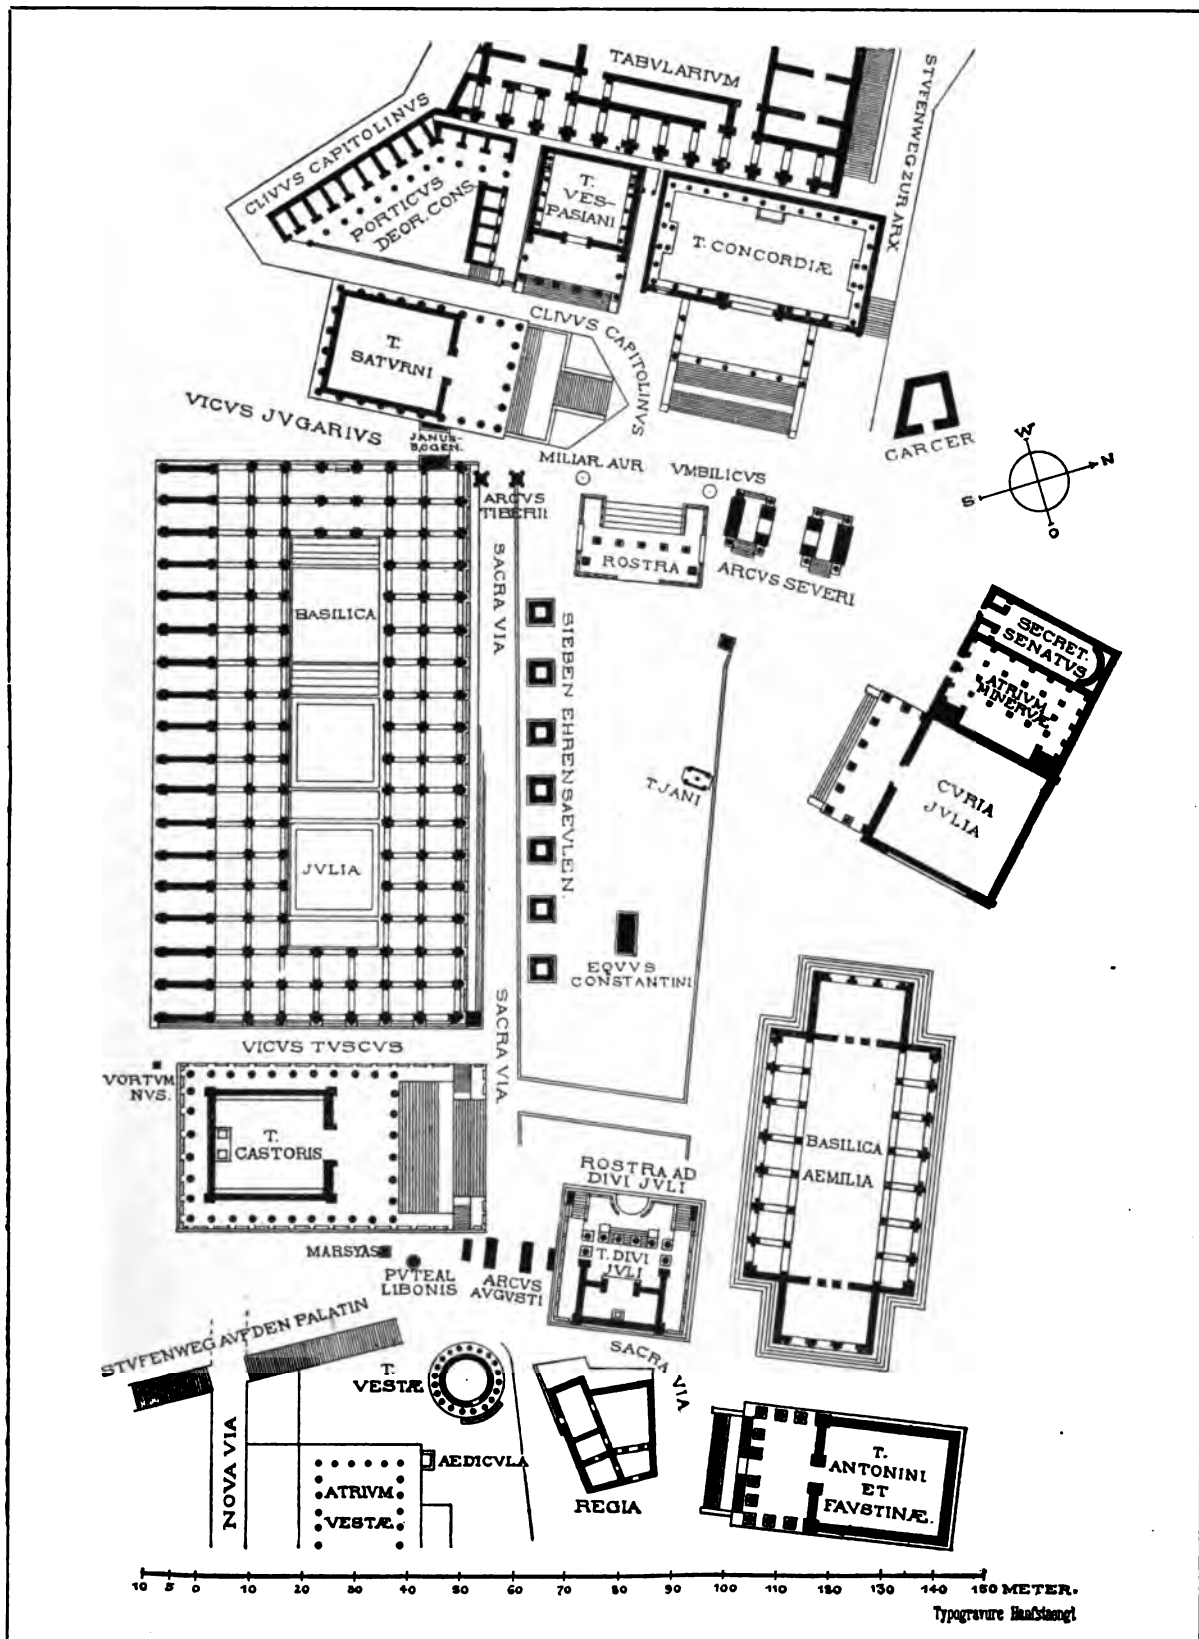 TABVLARIVM
STVFENWEG ZUR ARX
CLIVVS CAPITOLINVS
PORTICVS
DEOR. CONS.
T.
VES-
PASIANI
T. CONCORDIÆ
CLIVVS CAPITOLINVS
T.
SATVRNI
VICVS JVGARIVS
JANUS-
BOGEN.
CARCER
W
N
S
O
MILIAR. AUR
VMBILICVS
ARCVS
TIBERII
ROSTRA
ARCVS SEVERI
SACRA VIA
BASILICA
SIEBEN EHRENSAEVLEN.
SECRET.
SENATVS
ATRIVM
MINERVÆ
T. JANI
CVRIA
JVLIA
JVLIA
EQVVS
CONSTANTINI
SACRA VIA.
VICVS TVSCVS
VORTVM
NVS.
T.
CASTORIS
BASILICA
AEMILIA
ROSTRA AD
DIVI JVLI
T. DIVI
JVLI
MARSYAS
PVTEAL
LIBONIS
ARCVS
AVGVSTI
STVFENWEG AVF DEN PALATIN
SACRA VIA.
T.
VESTÆ
NOVA VIA
AEDICVLA
ATRIVM
VESTÆ
REGIA
T.
ANTONINI
ET
FAVSTINÆ.
10 5 0 10 20 30 40 50 60 70 80 90 100 110 120 130 140 150 METER.
Typogravure Hanfstaengl